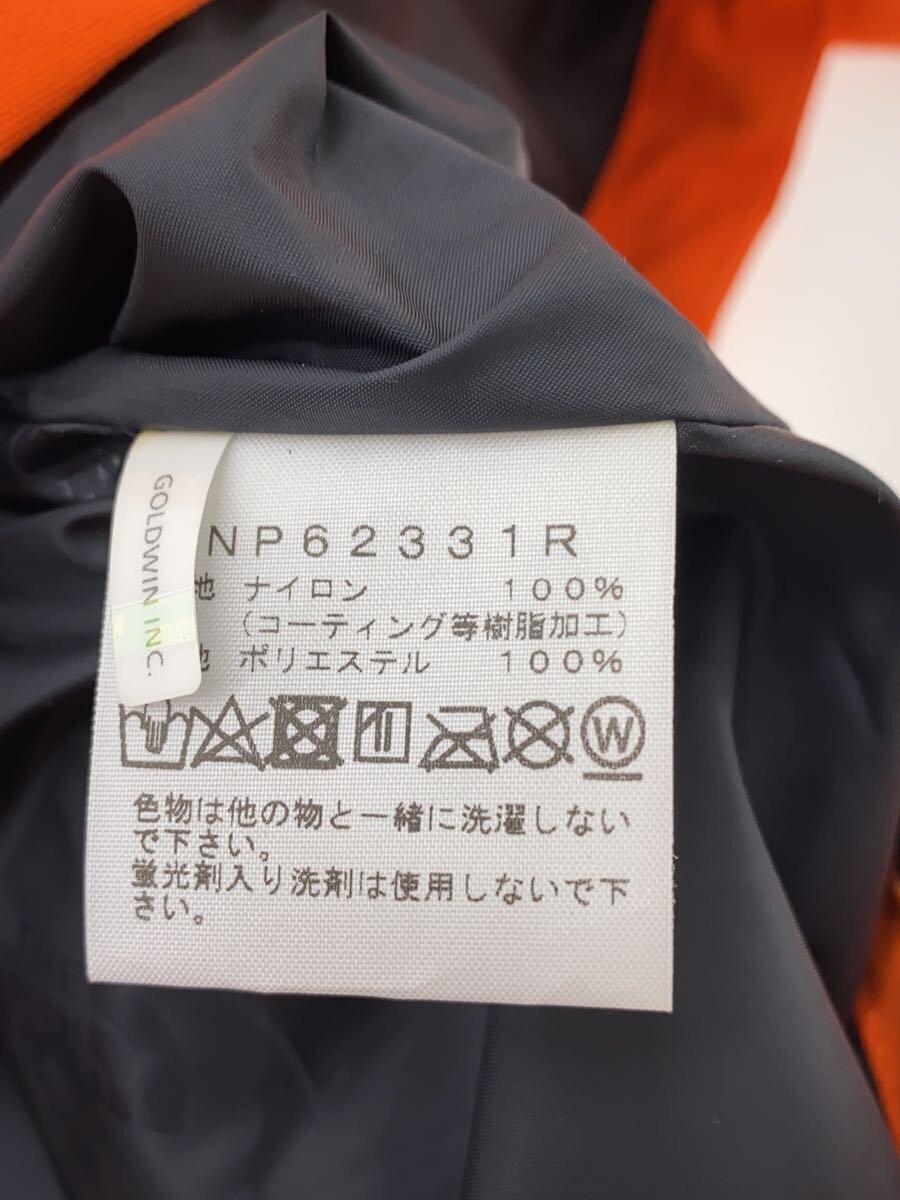 GOLDWIN INC.
NP62331R
地 ナイロン 100%
(コーティング等樹脂加工)
地 ポリエステル 100%
W
色物は他の物と一緒に洗濯しない
で下さい。
蛍光剤入り洗剤は使用しないで下
さい。